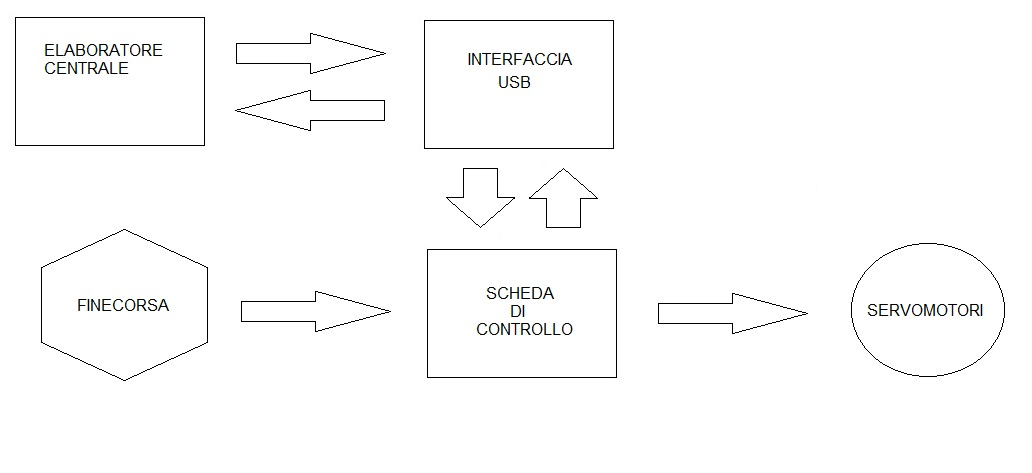 ELABORATORE
CENTRALE
INTERFACCIA
USB
FINECORSA
SCHEDA
DI
CONTROLLO
SERVOMOTORI